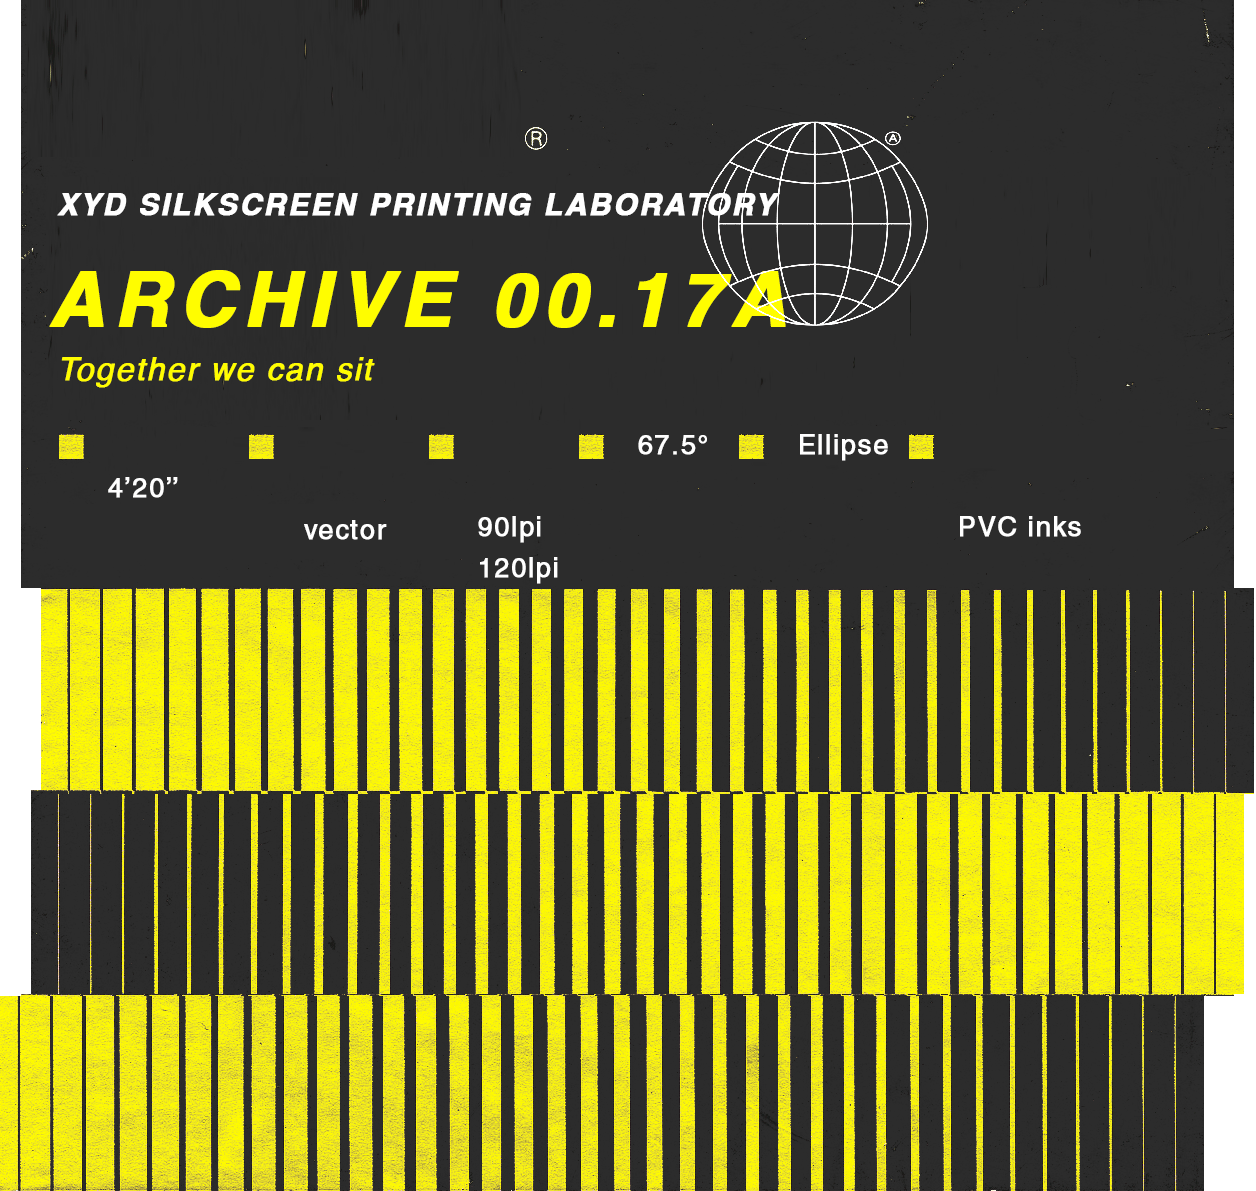 ®
Ⓐ
XYD SILKSCREEN PRINTING LABORATORY
ARCHIVE 00.17A
Together we can sit
67.5° Ellipse
4’20”
vector
90lpi
PVC inks
120lpi